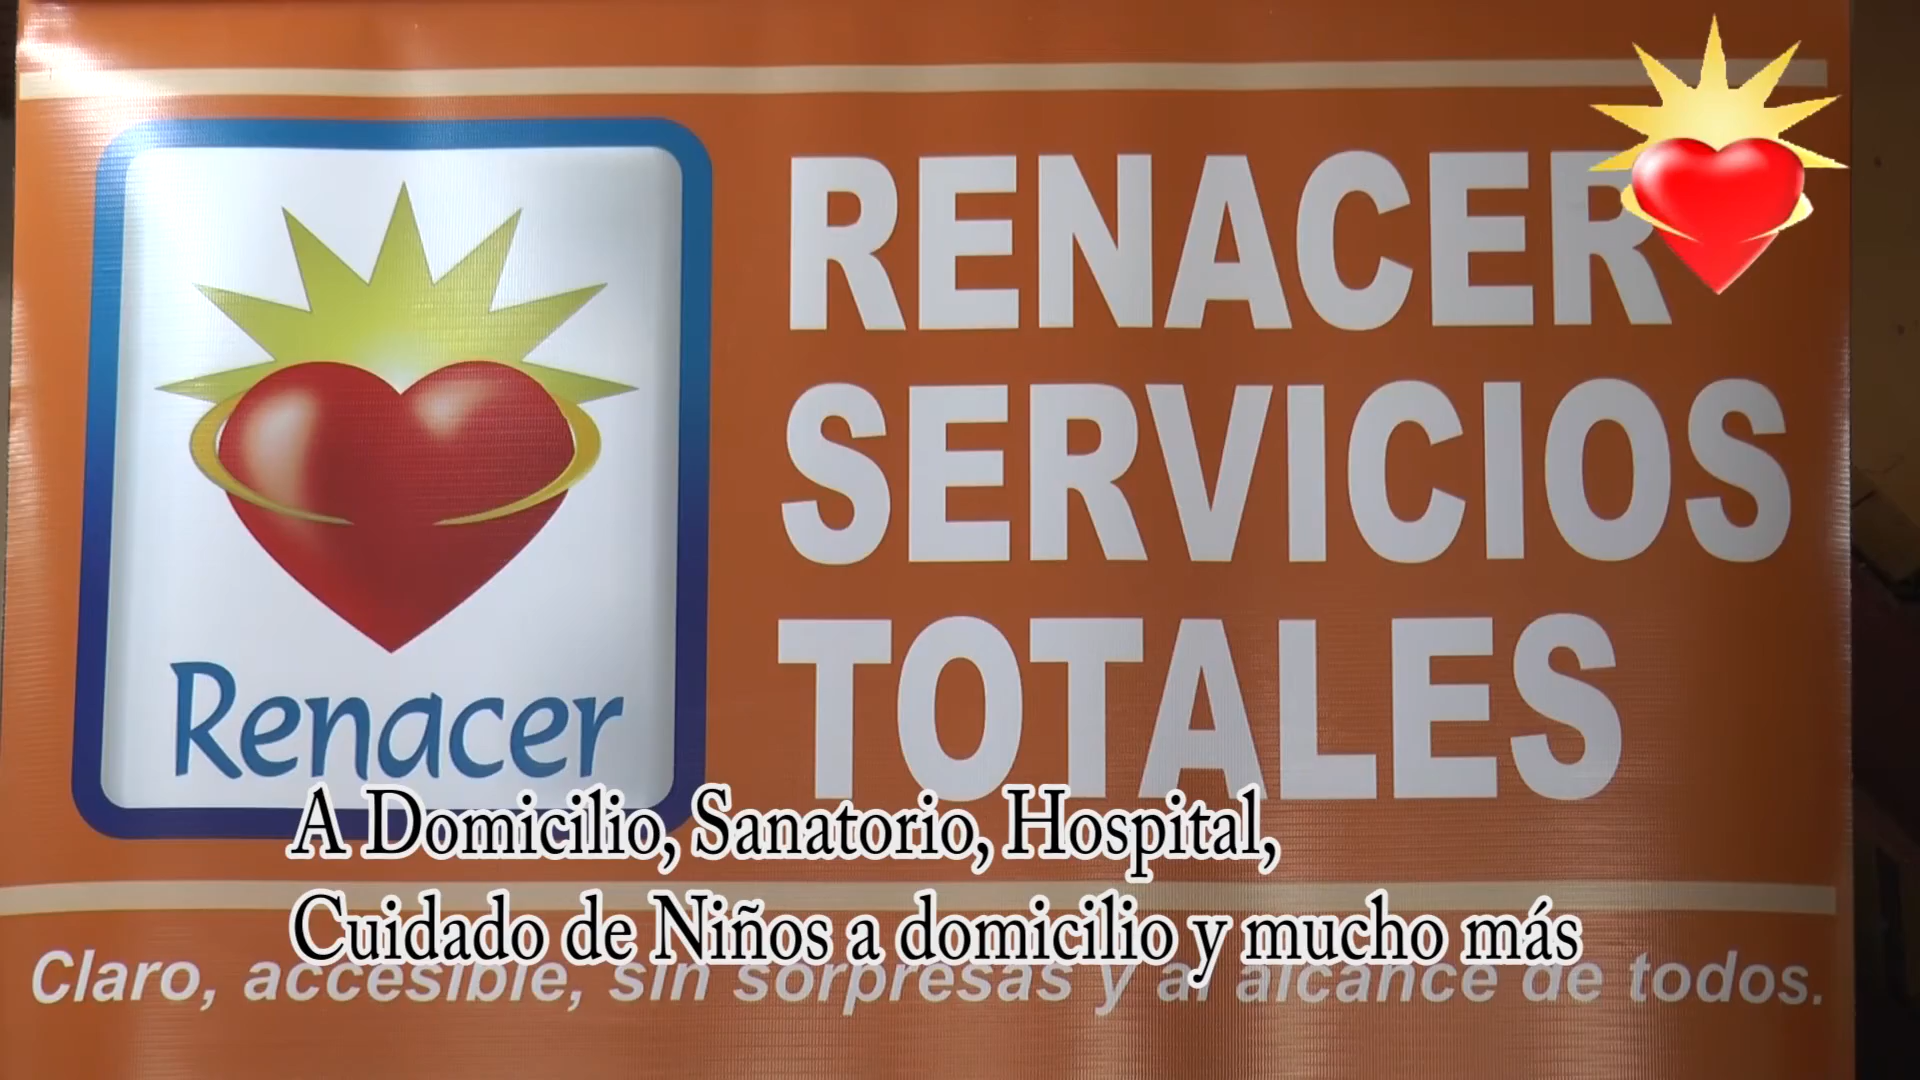 RENACER
SERVICIOS
TOTALES
Renacer
A Domicilio, Sanatorio, Hospital,
Cuidado de Niños a domicilio y mucho más
Claro, accesible, sin sorpresas y al alcance de todos.